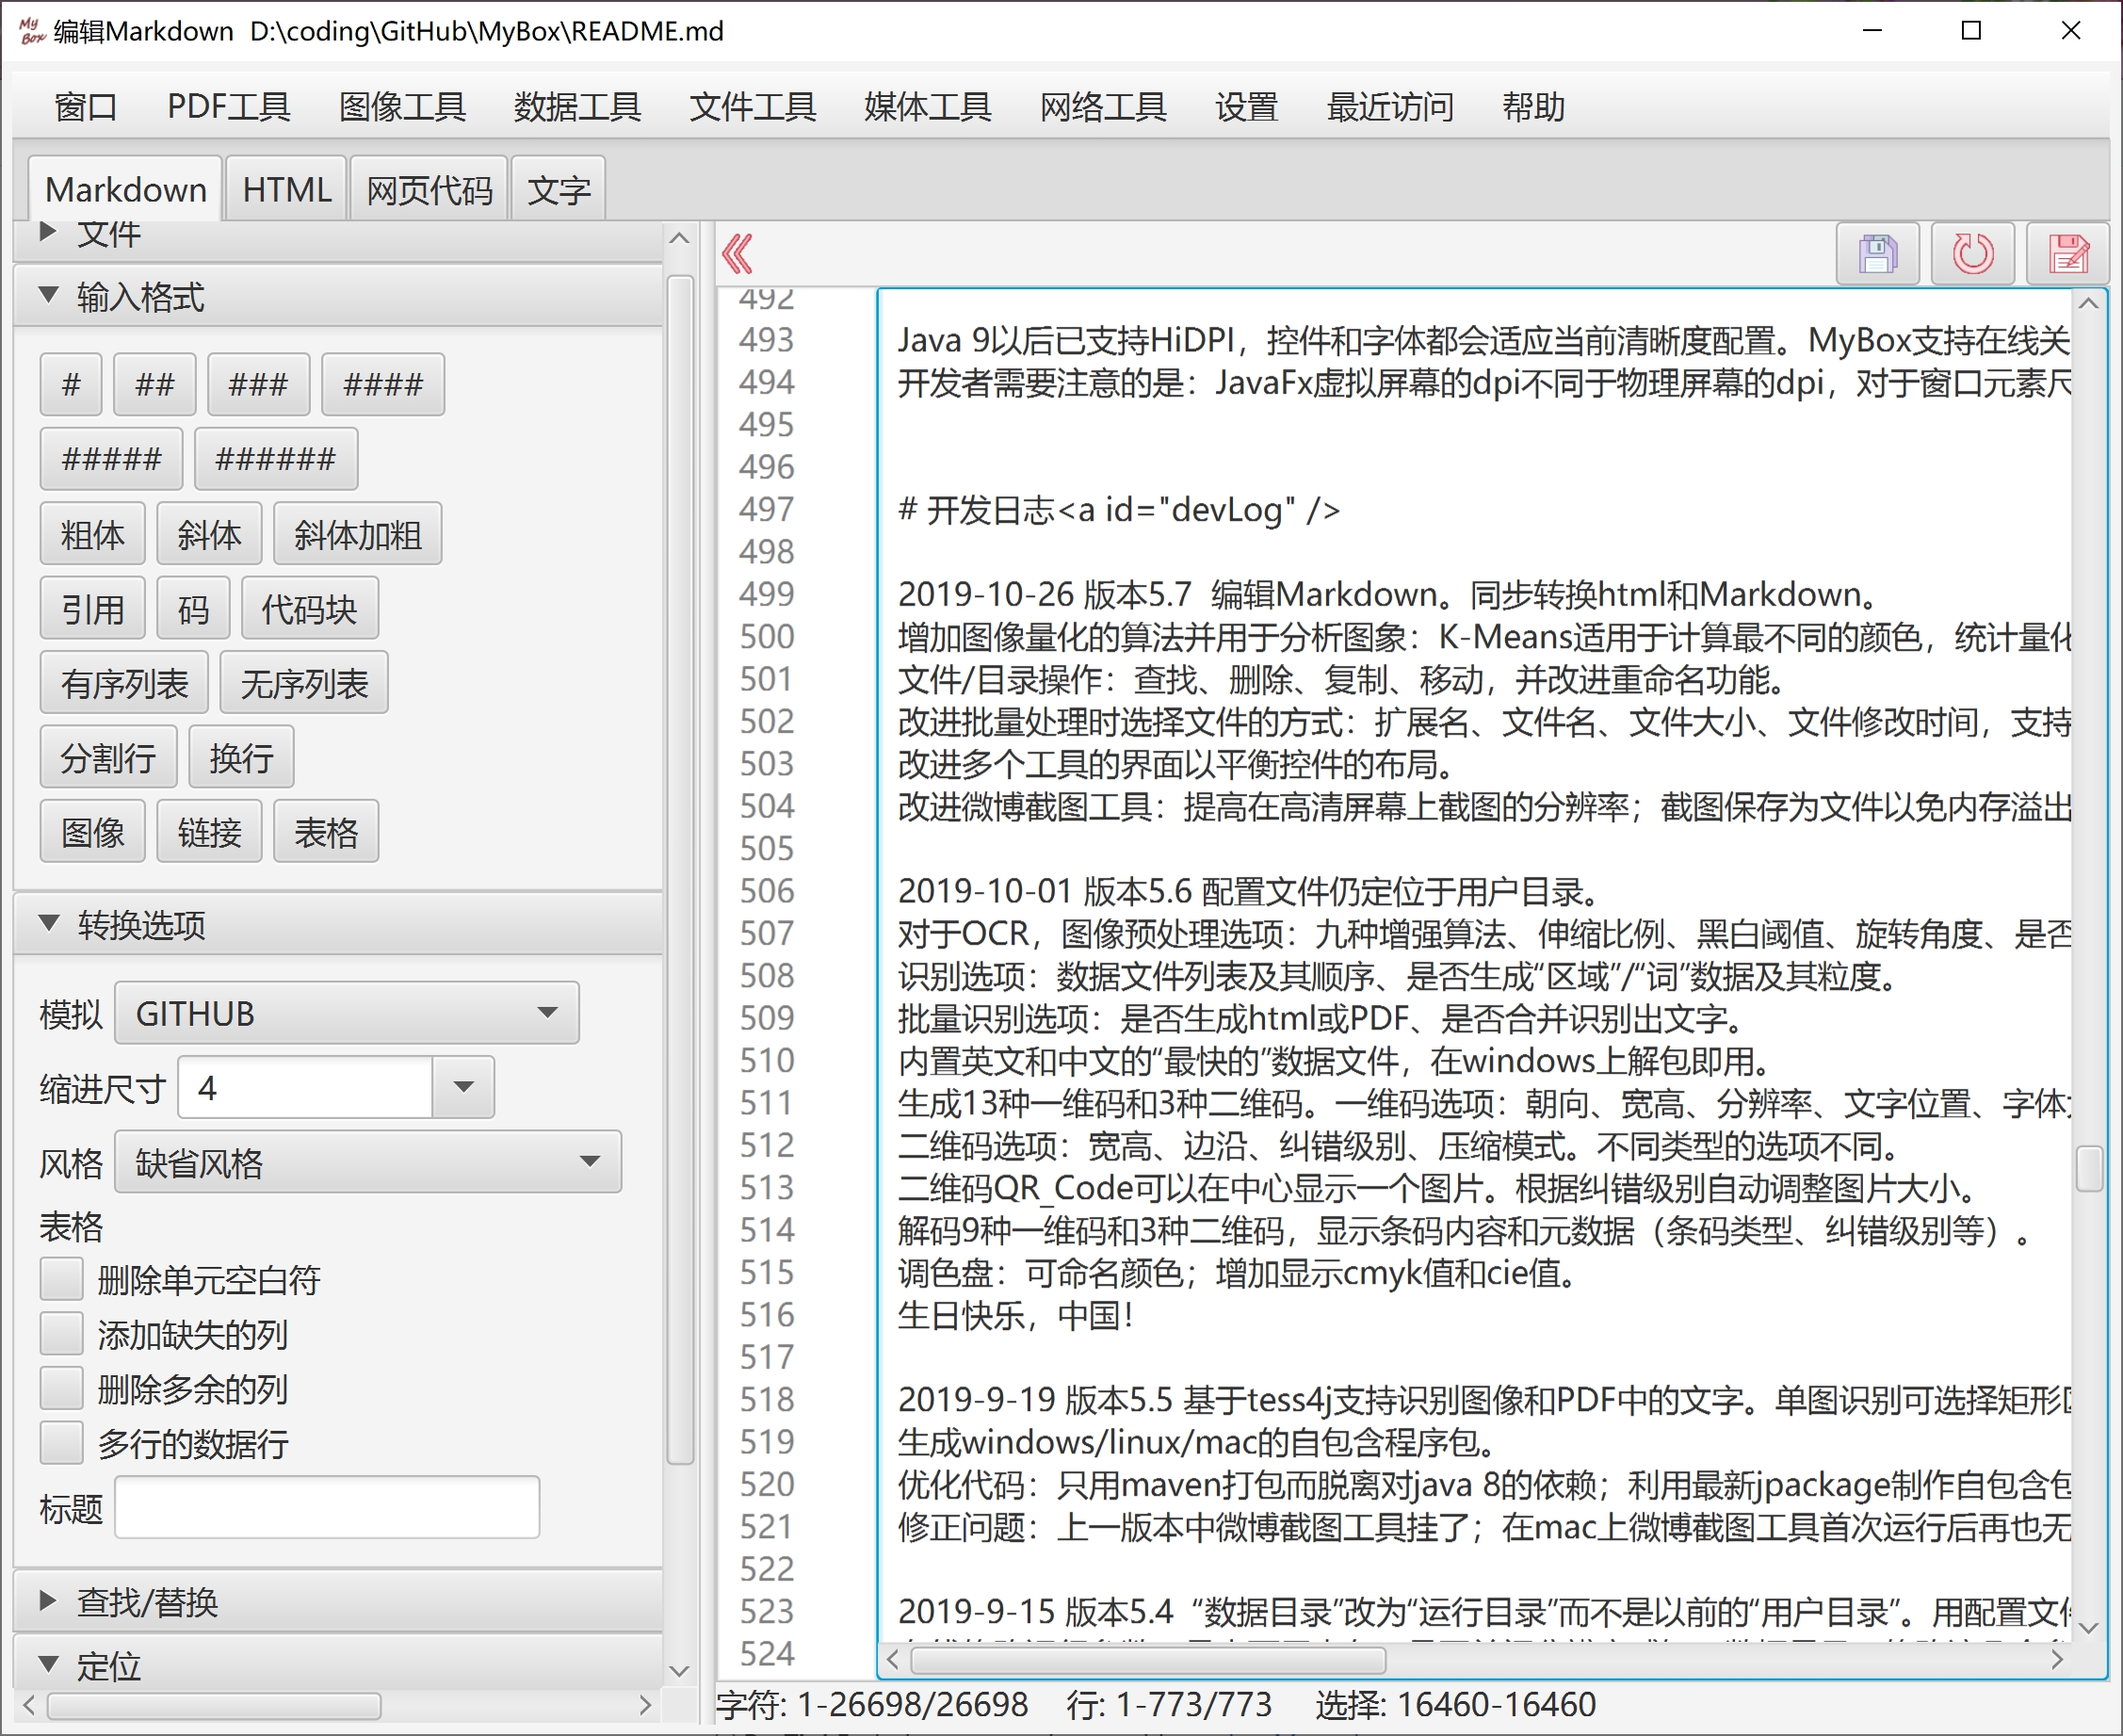 My Box 编辑Markdown  D:\coding\GitHub\MyBox\README.md
窗口 PDF工具 图像工具 数据工具 文件工具 媒体工具 网络工具 设置 最近访问 帮助
Markdown HTML 网页代码 文字
文件
输入格式
# ## ### ####
##### ######
粗体 斜体 斜体加粗
引用 码 代码块
有序列表 无序列表
分割行 换行
图像 链接 表格
转换选项
模拟 GITHUB
缩进尺寸 4
风格 缺省风格
表格
删除单元空白符
添加缺失的列
删除多余的列
多行的数据行
标题
查找/替换
定位
492
493 Java 9以后已支持HiDPI，控件和字体都会适应当前清晰度配置。MyBox支持在线关
494 开发者需要注意的是：JavaFx虚拟屏幕的dpi不同于物理屏幕的dpi，对于窗口元素尺
495
496
497 # 开发日志<a id="devLog" />
498
499 2019-10-26 版本5.7  编辑Markdown。同步转换html和Markdown。
500 增加图像量化的算法并用于分析图象：K-Means适用于计算最不同的颜色，统计量化
501 文件/目录操作：查找、删除、复制、移动，并改进重命名功能。
502 改进批量处理时选择文件的方式：扩展名、文件名、文件大小、文件修改时间，支持
503 改进多个工具的界面以平衡控件的布局。
504 改进微博截图工具：提高在高清屏幕上截图的分辨率；截图保存为文件以免内存溢出
505
506 2019-10-01 版本5.6 配置文件仍定位于用户目录。
507 对于OCR，图像预处理选项：九种增强算法、伸缩比例、黑白阈值、旋转角度、是否
508 识别选项：数据文件列表及其顺序、是否生成“区域”/“词”数据及其粒度。
509 批量识别选项：是否生成html或PDF、是否合并识别出文字。
510 内置英文和中文的“最快的”数据文件，在windows上解包即用。
511 生成13种一维码和3种二维码。一维码选项：朝向、宽高、分辨率、文字位置、字体
512 二维码选项：宽高、边沿、纠错级别、压缩模式。不同类型的选项不同。
513 二维码QR_Code可以在中心显示一个图片。根据纠错级别自动调整图片大小。
514 解码9种一维码和3种二维码，显示条码内容和元数据（条码类型、纠错级别等）。
515 调色盘：可命名颜色；增加显示cmyk值和cie值。
516 生日快乐，中国！
517
518 2019-9-19 版本5.5 基于tess4j支持识别图像和PDF中的文字。单图识别可选择矩形
519 生成windows/linux/mac的自包含程序包。
520 优化代码：只用maven打包而脱离对java 8的依赖；利用最新jpackage制作自包含包
521 修正问题：上一版本中微博截图工具挂了；在mac上微博截图工具首次运行后再也无
522
523 2019-9-15 版本5.4  “数据目录”改为“运行目录”而不是以前的“用户目录”。用配置文
524
字符: 1-26698/26698 行: 1-773/773 选择: 16460-16460